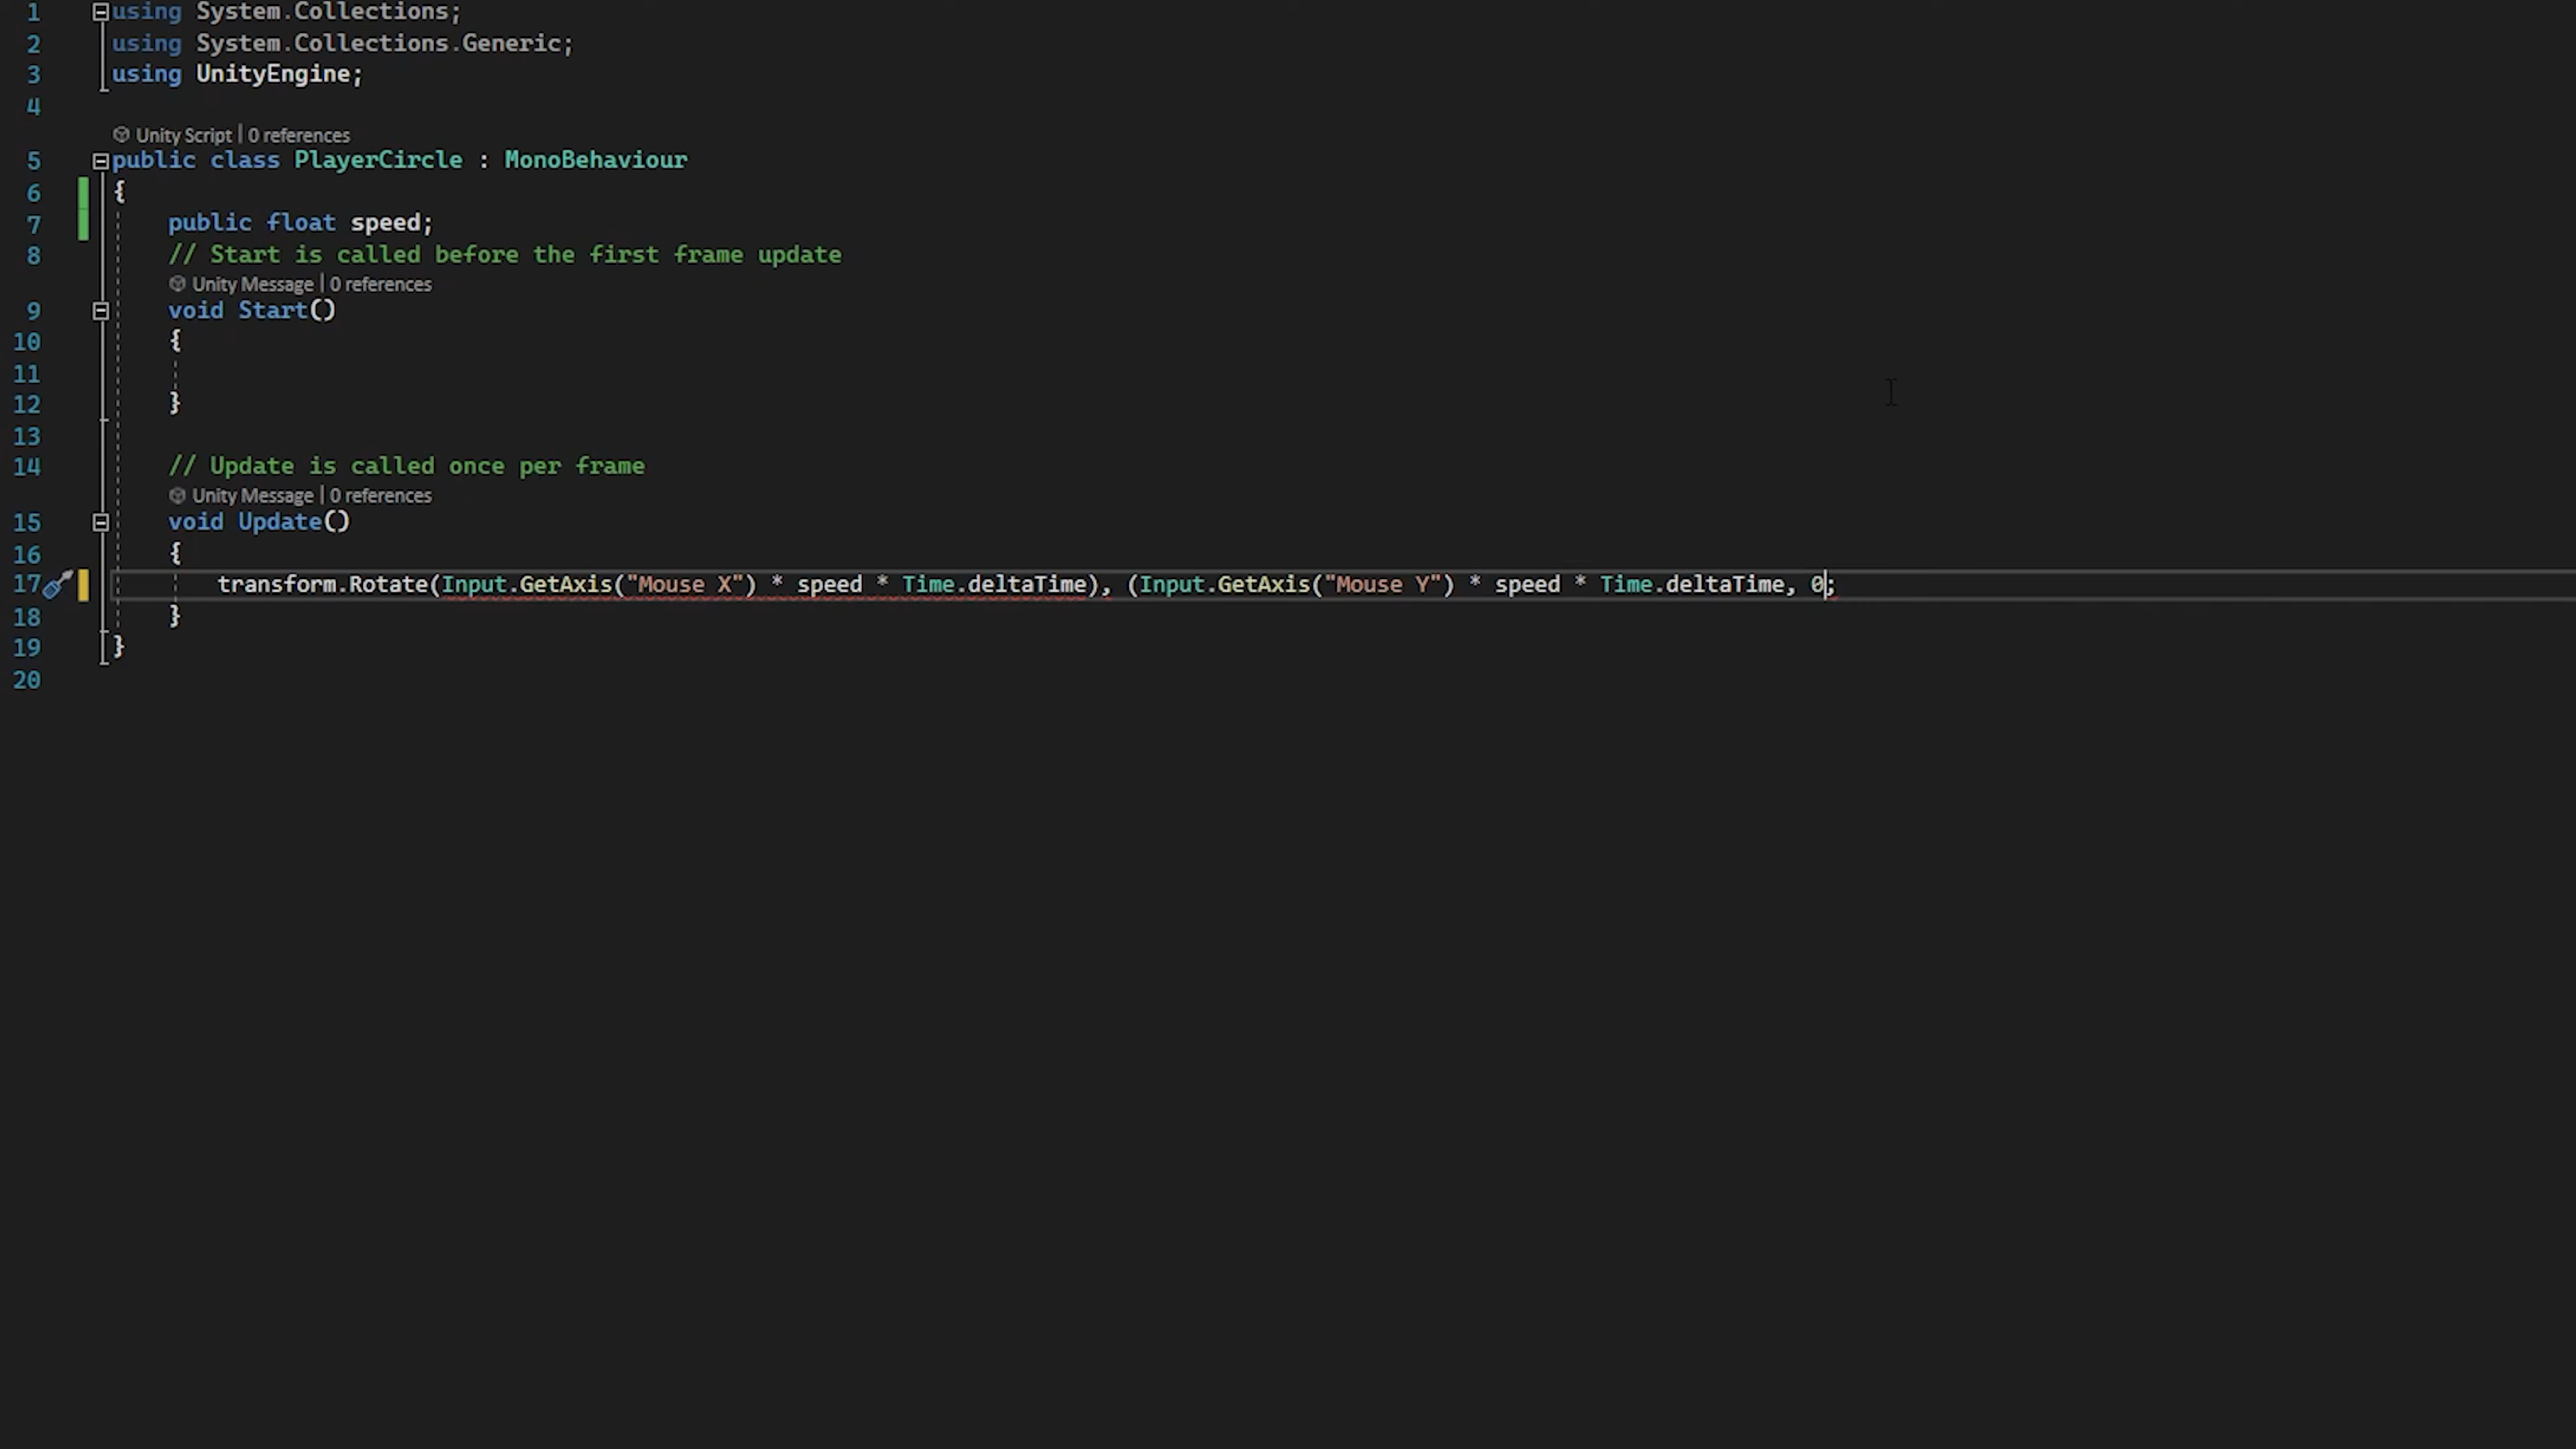 1 using System.Collections;
2 using System.Collections.Generic;
3 using UnityEngine;
4
Unity Script | 0 references
5 public class PlayerCircle : MonoBehaviour
6 {
7 public float speed;
8 // Start is called before the first frame update
Unity Message | 0 references
9 void Start()
10 {
11
12 }
13
14 // Update is called once per frame
Unity Message | 0 references
15 void Update()
16 {
17 transform.Rotate(Input.GetAxis("Mouse X") * speed * Time.deltaTime), (Input.GetAxis("Mouse Y") * speed * Time.deltaTime, 0;
18 }
19 }
20